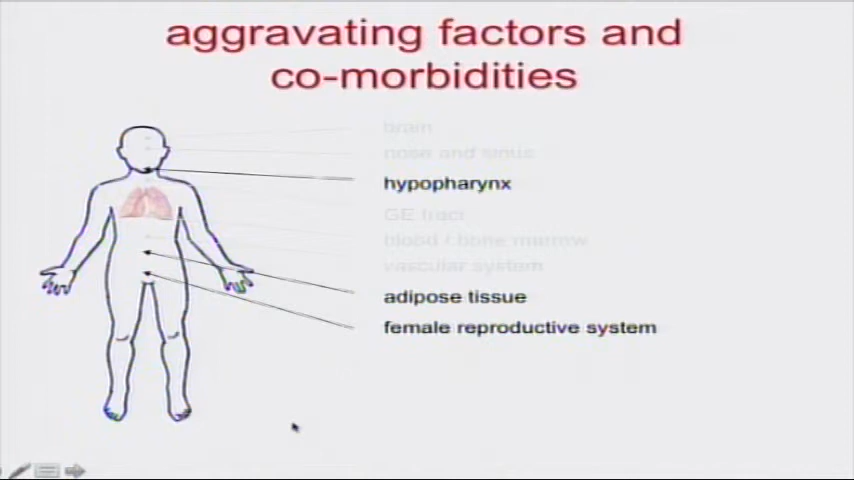 aggravating factors and
co-morbidities
brain
nose and sinus
hypopharynx
GE tract
blood / bone marrow
vascular system
adipose tissue
female reproductive system